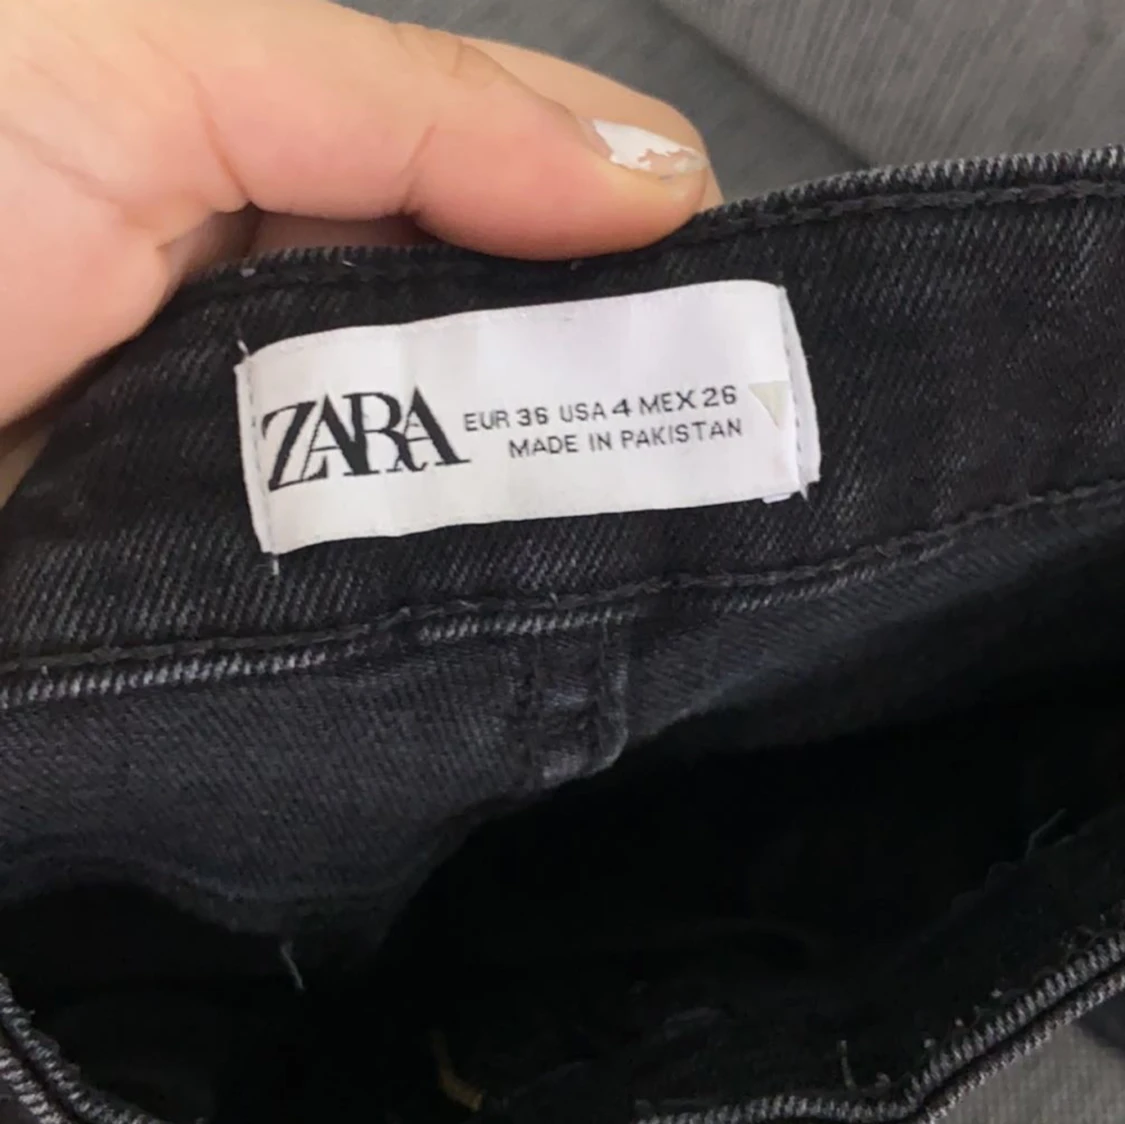 ZARA
EUR 36 USA 4 MEX 26
MADE IN PAKISTAN